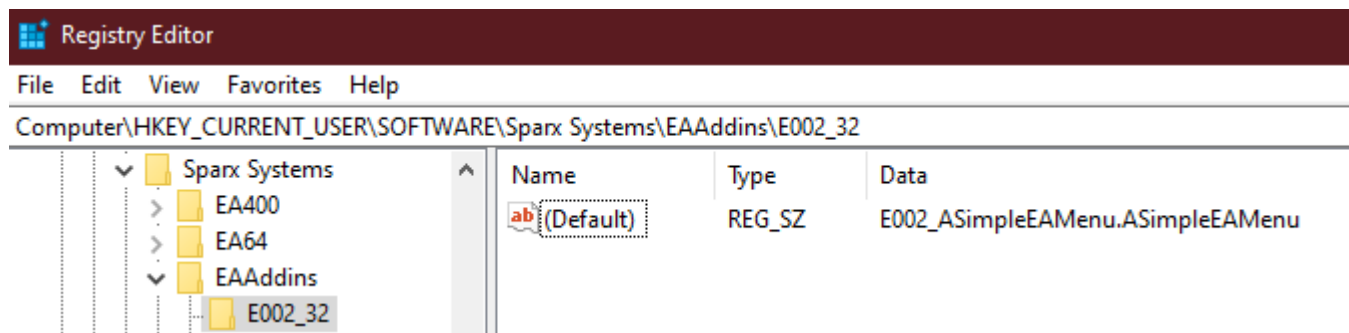 Registry Editor
File Edit View Favorites Help
Computer\HKEY_CURRENT_USER\SOFTWARE\Sparx Systems\EAAddins\E002_32
Sparx Systems
EA400
EA64
EAAddins
E002_32
Name Type Data
ab (Default) REG_SZ E002_ASimpleEAMenu.ASimpleEAMenu